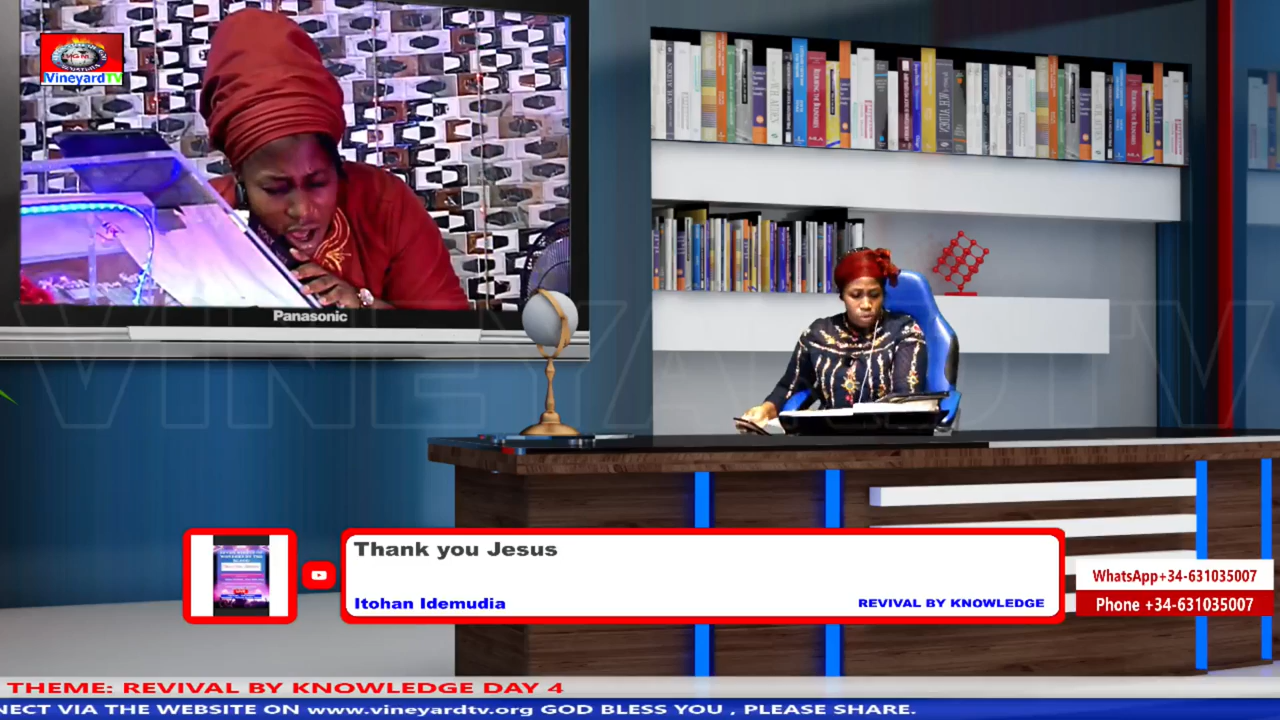 VineyardTV
Panasonic
VINEYARDTV
Thank you Jesus
Itohan Idemudia
REVIVAL BY KNOWLEDGE
WhatsApp+34-631035007
Phone +34-631035007
THEME: REVIVAL BY KNOWLEDGE DAY 4
NECT VIA THE WEBSITE ON www.vineyardtv.org GOD BLESS YOU , PLEASE SHARE.